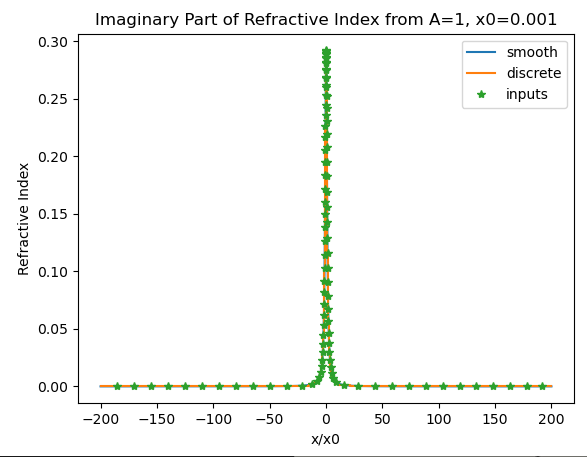 Imaginary Part of Refractive Index from A=1, x0=0.001
0.30
0.25
0.20
0.15
0.10
0.05
0.00
Refractive Index
smooth
discrete
inputs
−200 −150 −100 −50 0 50 100 150 200
x/x0